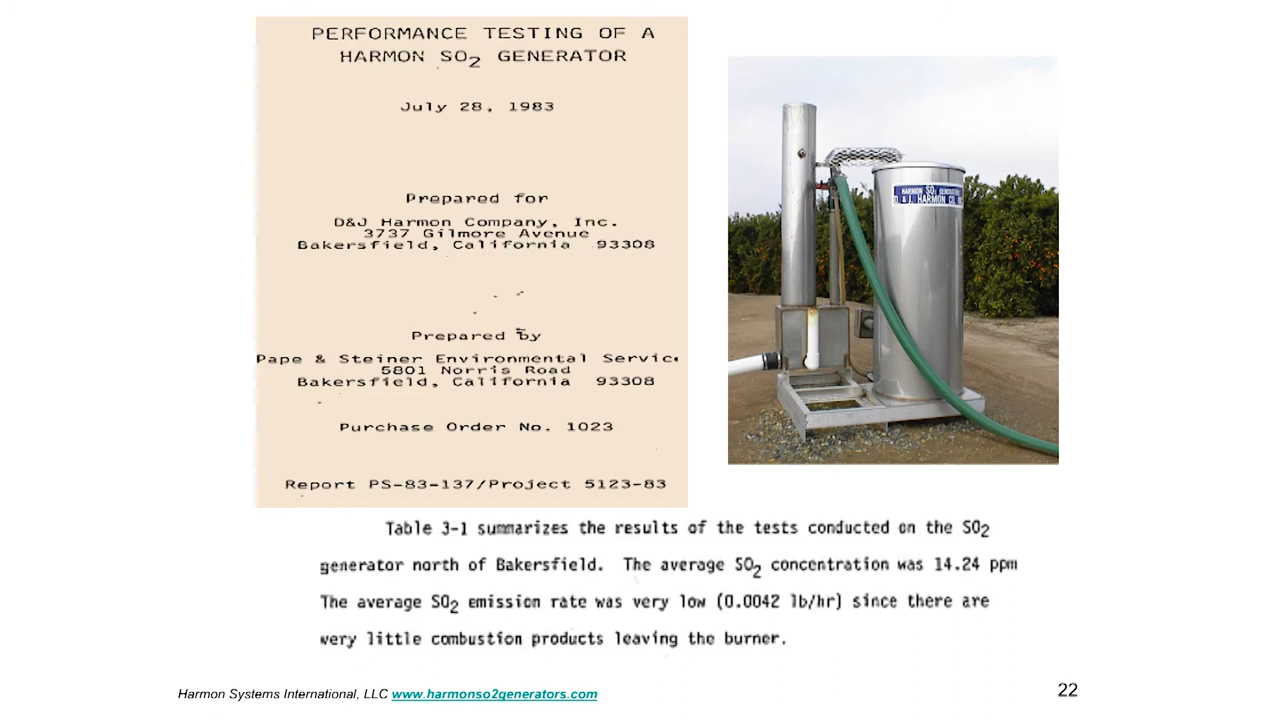 PERFORMANCE TESTING OF A
HARMON SO2 GENERATOR
July 28, 1983
Prepared for
D&J Harmon Company, Inc.
3737 Gilmore Avenue
Bakersfield, California 93308
Prepared by
Pape & Steiner Environmental Servic
5801 Norris Road
Bakersfield, California 93308
Purchase Order No. 1023
Report PS-83-137/Project 5123-83
HARMON SO2 GENERATOR
D. & J. HARMON CO. IN
Table 3-1 summarizes the results of the tests conducted on the SO2
generator north of Bakersfield. The average SO2 concentration was 14.24 ppm
The average SO2 emission rate was very low (0.0042 lb/hr) since there are
very little combustion products leaving the burner.
Harmon Systems International, LLC www.harmonso2generators.com
22